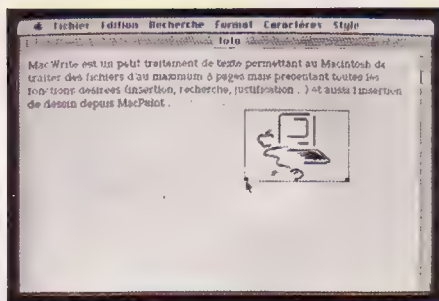 Fichier Edition Recherche Format Caractères Style
toto
MacWrite est un petit traitement de texte permettant au Macintosh de
traiter des fichiers d'au maximum 8 pages mais présentant toutes les
fonctions désirées (insertion, recherche, justification . ) et aussi l'insertion
de dessin depuis MacPaint .